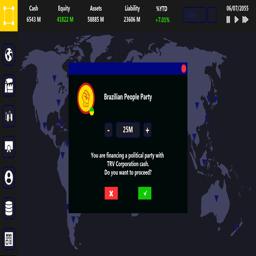 Cash Equity Assets Liability %YTD 06/07/2055
6543 M 41822 M 58885 M 23606 M +7.01%
Brazilian People Party
- 25M +
You are financing a political party with
TRV Corporation cash.
Do you want to proceed?